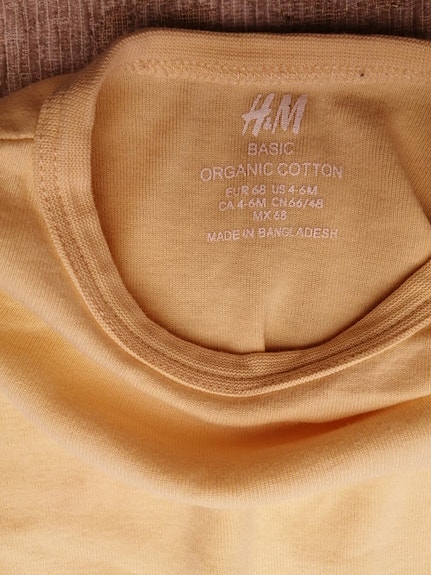 H&M
BASIC
ORGANIC COTTON
EUR 68 US 4-6M
CA 4-6M CN 66/48
MX 68
MADE IN BANGLADESH